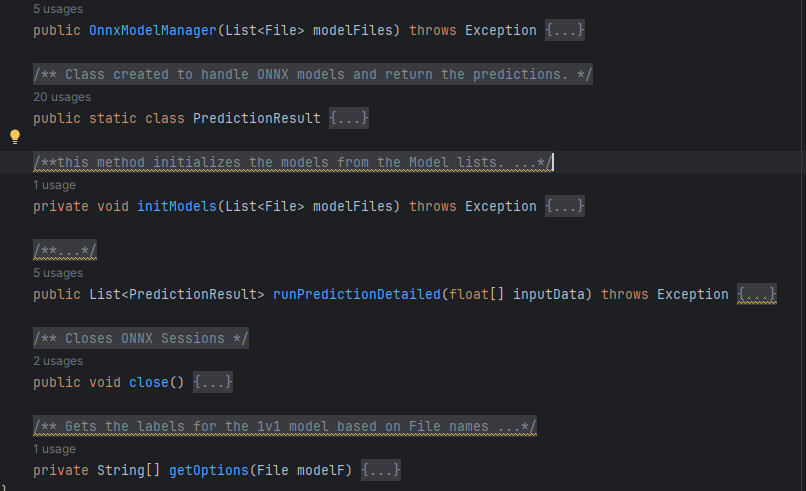 5 usages
public OnnxModelManager(List<File> modelFiles) throws Exception {...}
/** Class created to handle ONNX models and return the predictions. */
20 usages
public static class PredictionResult {...}
/**this method initializes the models from the Model lists. ...*/
1 usage
private void initModels(List<File> modelFiles) throws Exception {...}
/**...*/
5 usages
public List<PredictionResult> runPredictionDetailed(float[] inputData) throws Exception {...}
/** Closes ONNX Sessions */
2 usages
public void close() {...}
/** Gets the labels for the 1v1 model based on File names ...*/
1 usage
private String[] getOptions(File modelF) {...}